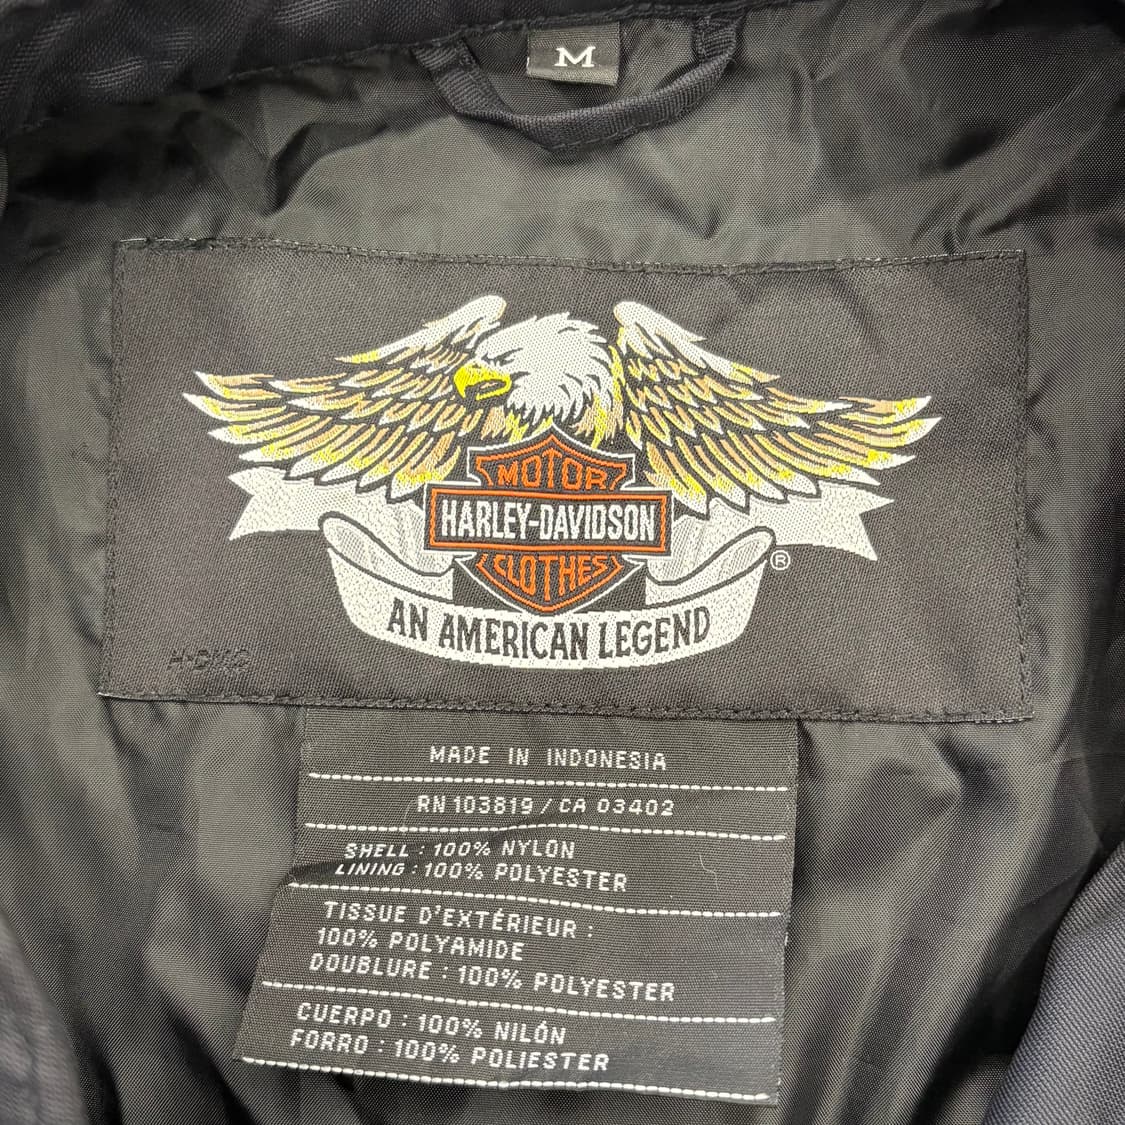 M
MOTOR
HARLEY-DAVIDSON
CLOTHES
®
AN AMERICAN LEGEND
MADE IN INDONESIA
RN 103819 / CA 03402
SHELL : 100% NYLON
LINING : 100% POLYESTER
TISSUE D'EXTÉRIEUR :
100% POLYAMIDE
DOUBLURE : 100% POLYESTER
CUERPO : 100% NILÓN
FORRO : 100% POLIESTER